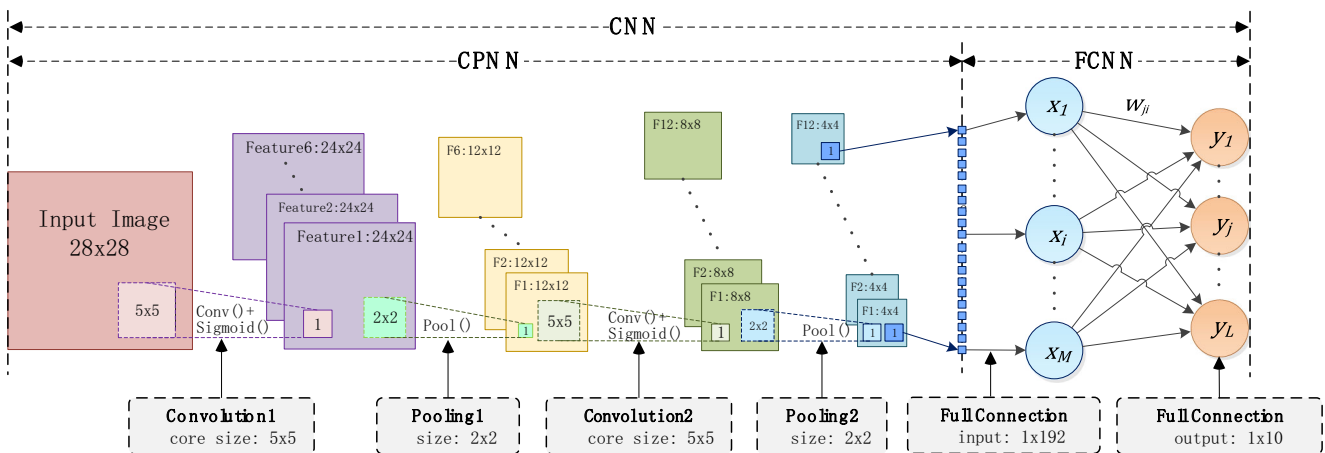 CNN
CPNN
FCNN
Input Image
28x28
5x5
Conv()+
Sigmoid()
Feature6:24x24
Feature2:24x24
Feature1:24x24
1
2x2
Pool()
F6:12x12
F2:12x12
F1:12x12
1
5x5
Conv()+
Sigmoid()
F12:8x8
F2:8x8
F1:8x8
1
2x2
Pool()
F12:4x4
1
F2:4x4
F1:4x4
1
1
x1
xi
xM
wji
y1
yj
yL
Convolution1
core size: 5x5
Pooling1
size: 2x2
Convolution2
core size: 5x5
Pooling2
size: 2x2
FullConnection
input: 1x192
FullConnection
output: 1x10